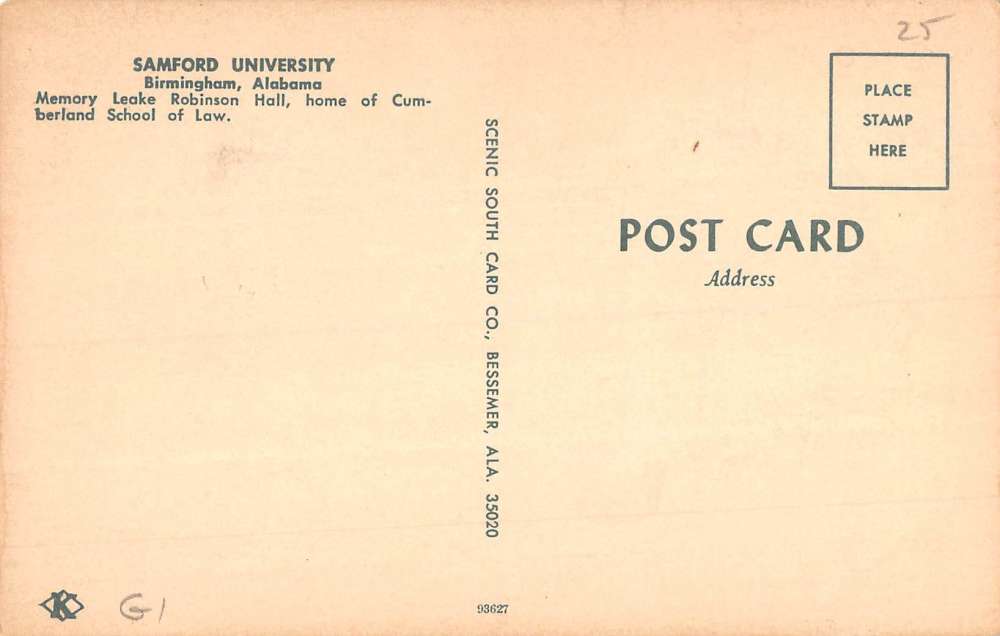 25
SAMFORD UNIVERSITY
Birmingham, Alabama
Memory Leake Robinson Hall, home of Cum-
berland School of Law.
SCENIC SOUTH CARD CO., BESSEMER, ALA. 35020
PLACE
STAMP
HERE
POST CARD
Address
K
G1
93627